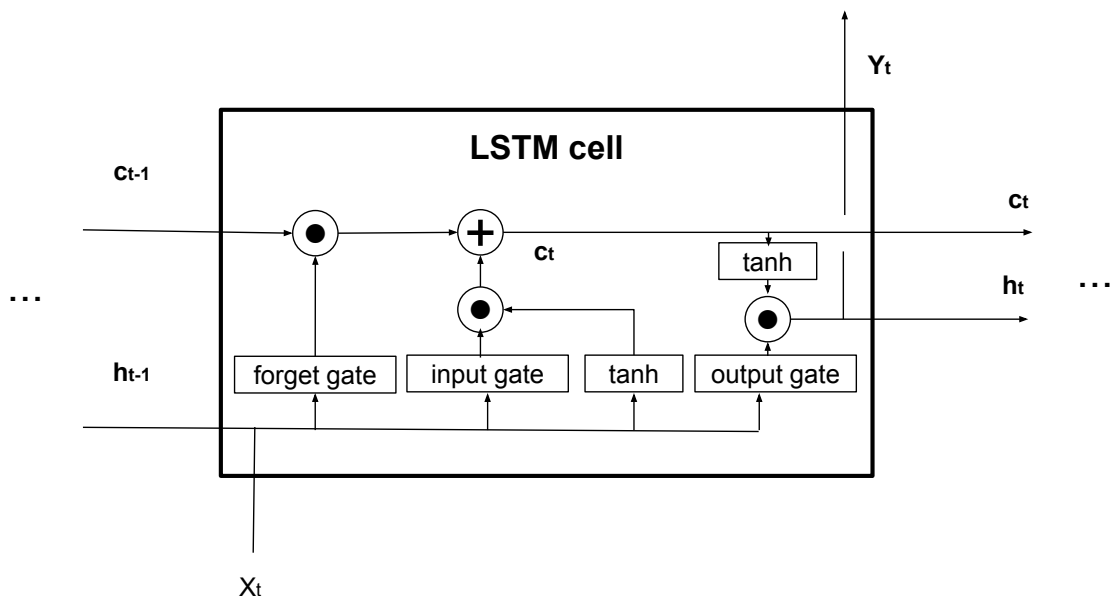 Yt
LSTM cell
ct-1
ct
+
ct
tanh
...
ht
...
ht-1
forget gate
input gate
tanh
output gate
Xt